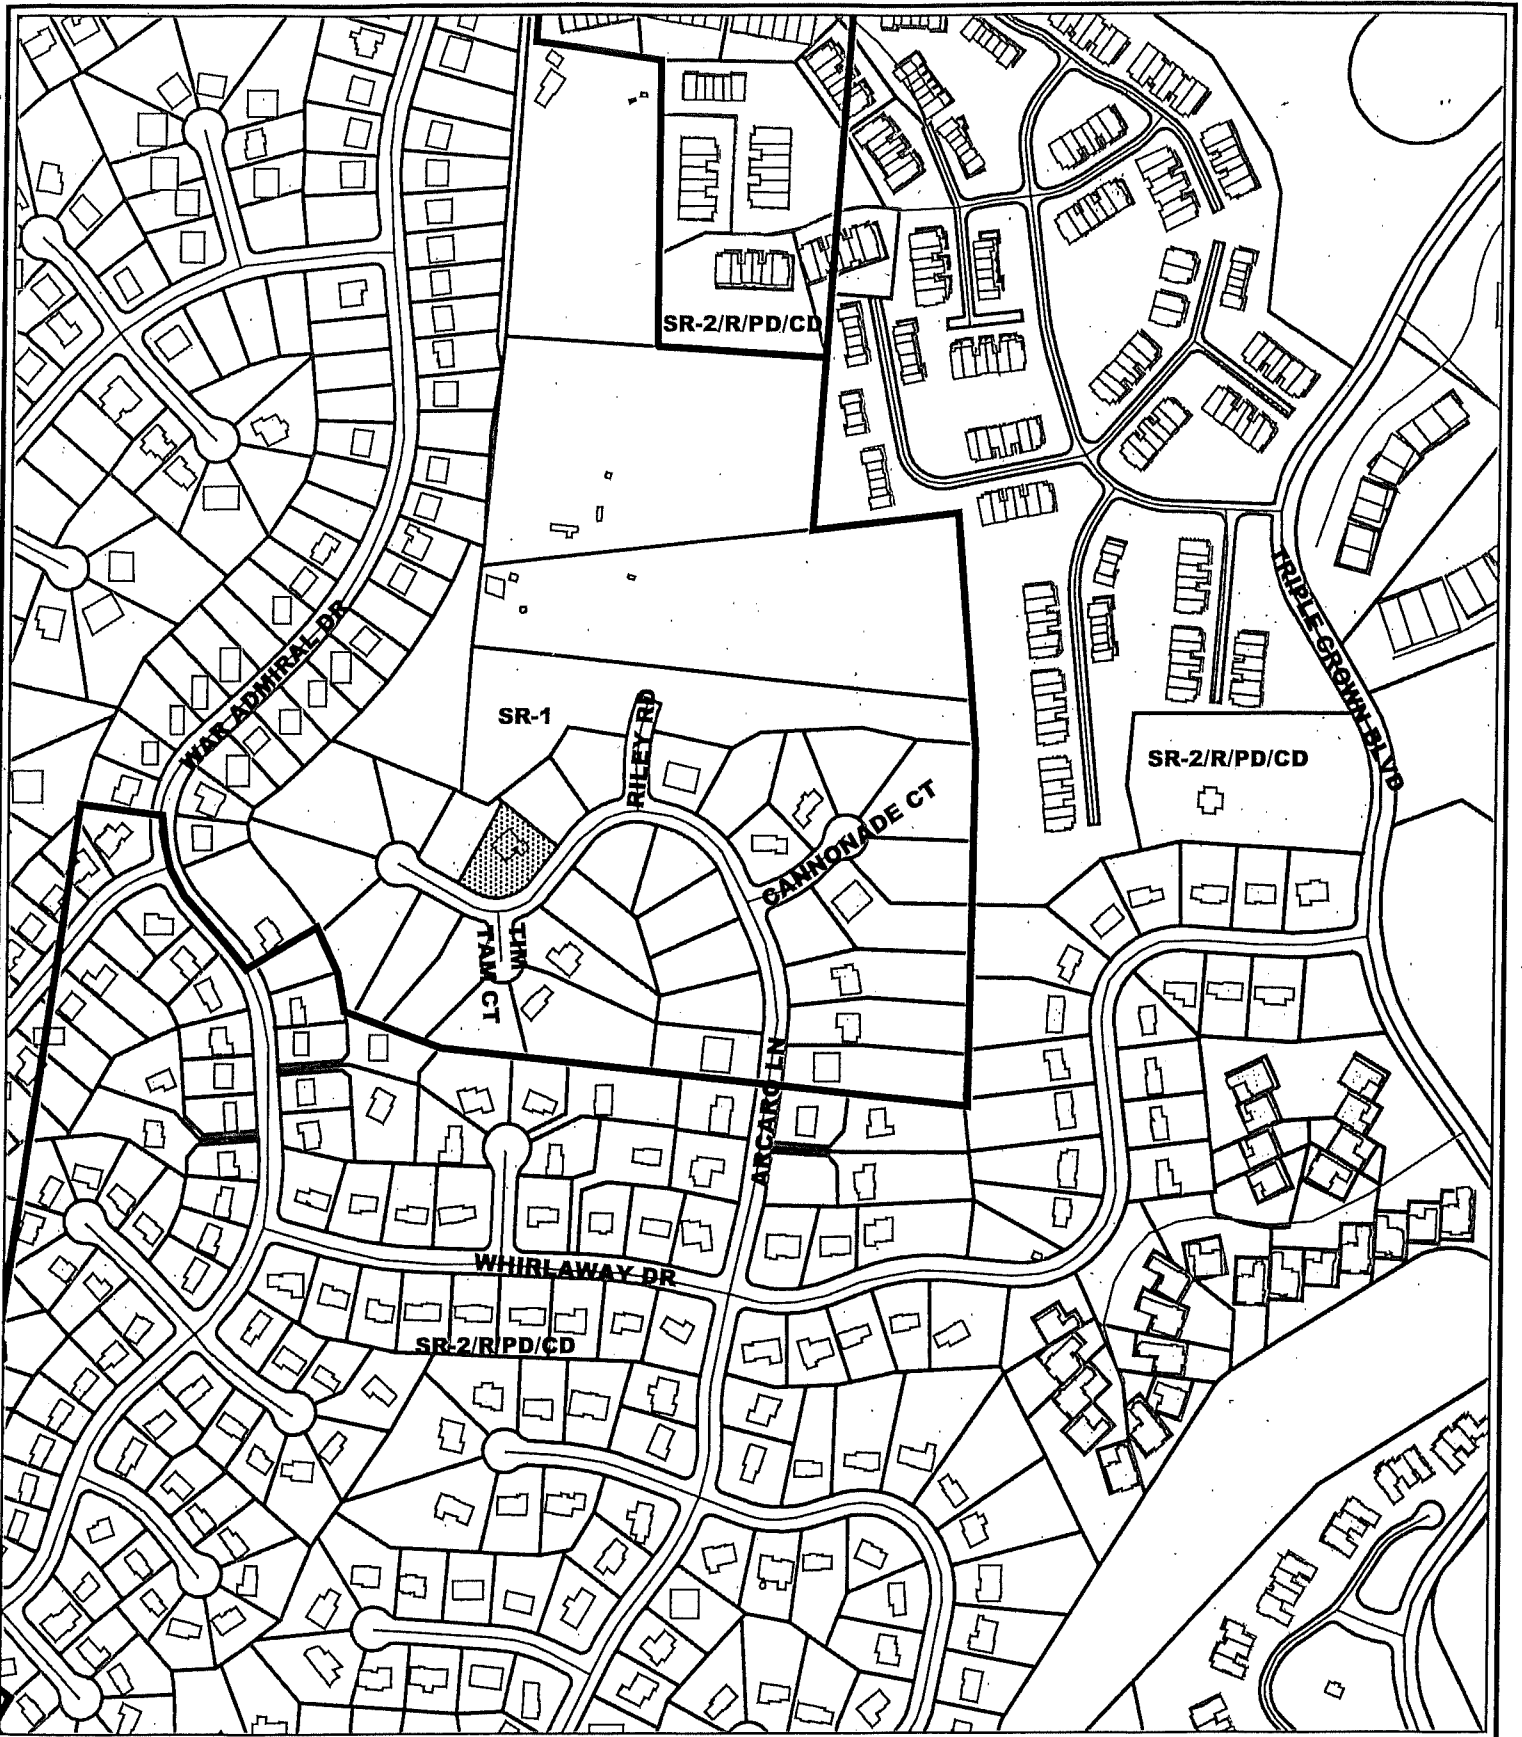 SR-2/R/PD/CD
TRIPLE CROWN BLVD
WAR ADMIRAL DR
SR-1
RILEY RD
SR-2/R/PD/CD
CANNONADE CT
TIM
TAM CT
ARCARO LN
WHIRLAWAY DR
SR-2/R/PD/CD